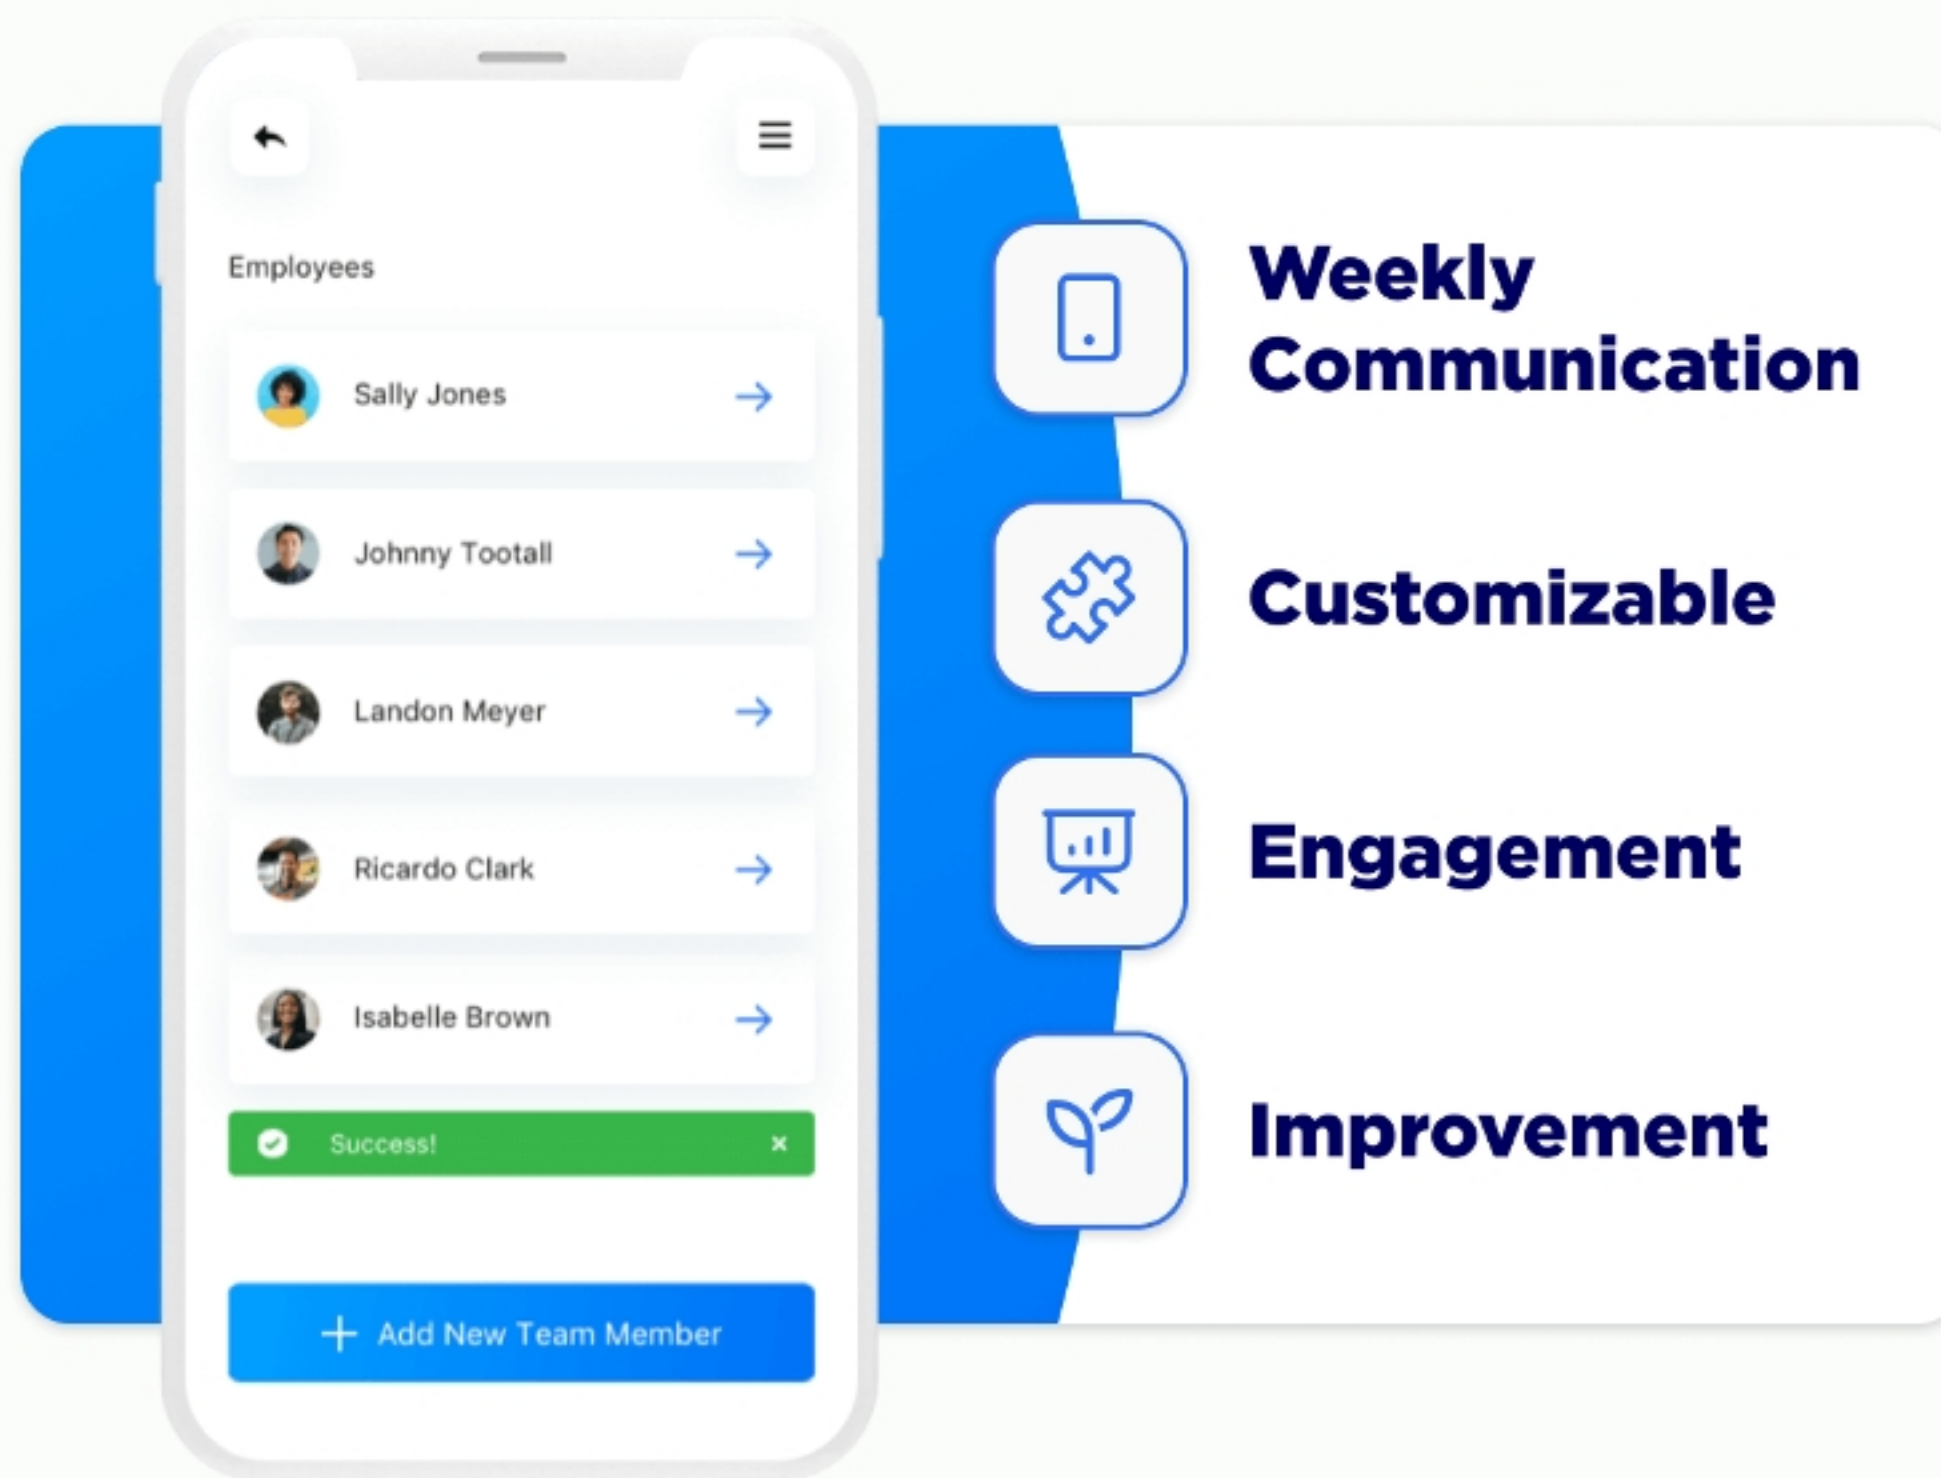 Employees
Sally Jones
Johnny Tootall
Landon Meyer
Ricardo Clark
Isabelle Brown
Success!
Add New Team Member
Weekly
Communication
Customizable
Engagement
Improvement